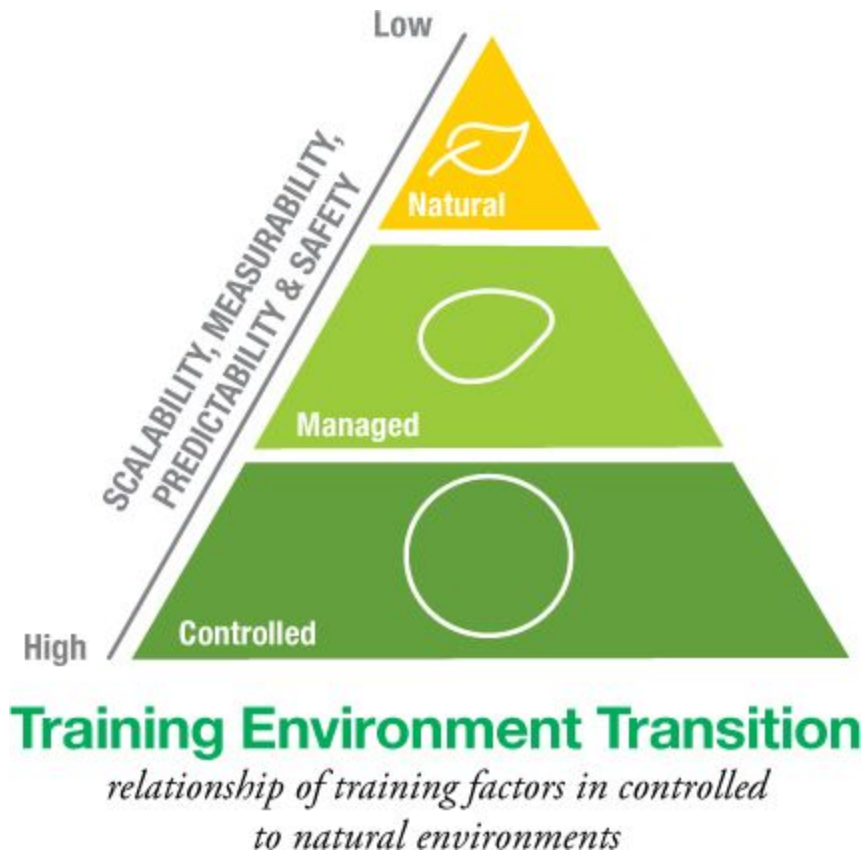 Low
SCALABILITY, MEASURABILITY,
PREDICTABILITY & SAFETY
Natural
Managed
Controlled
High
Training Environment Transition
relationship of training factors in controlled
to natural environments